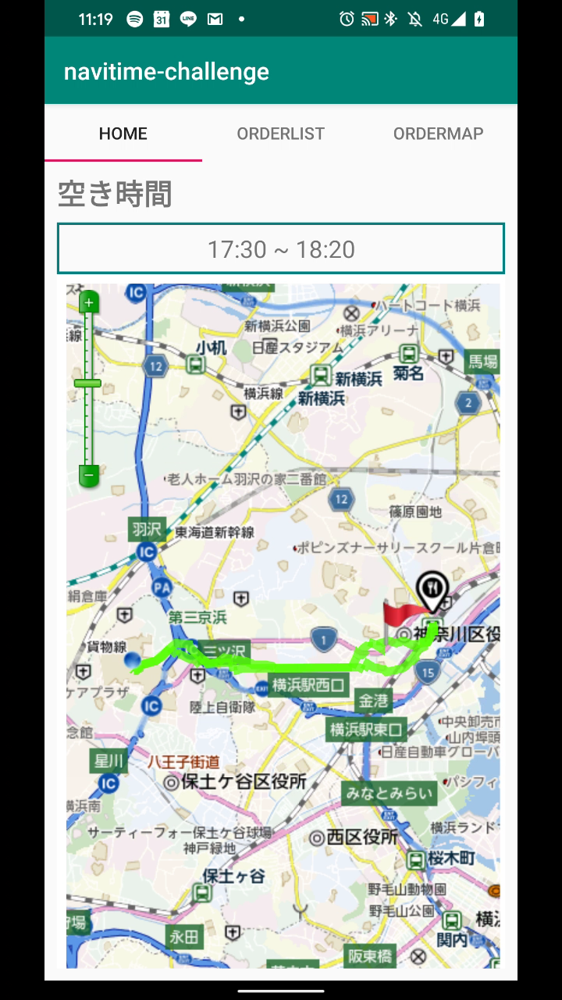 11:19 31 LINE 4G
navitime-challenge
HOME ORDERLIST ORDERMAP
空き時間
17:30 ~ 18:20
IC
ハートコート横浜
新横浜公園
横浜アリーナ
線
小机
日産スタジアム
12
菊名
馬場
新横浜
横浜線
新横浜
2
老人ホーム羽沢の家二番館
12
篠原園地
羽沢
東海道新幹線
ポピンズナーサリースクール片倉町
IC
PA
絹倉庫
第三京浜
1
神奈川区役
貨物線
IC
三ツ沢
15
ケアプラザ
EXIT
横浜駅西口
金港
IC
陸上自衛隊
中央卸売市
念館
横浜駅東口
山内埠頭
日産自動車グローバ
星川
八王子街道
IC
保土ケ谷区役所
パシフィ
みなとみらい
横浜南
サーティーフォー保土ケ谷球場
西区役所
横浜ランド
神戸緑地
桜木町
保土ヶ谷
野毛山動物園
野毛山公園
場
永田
関内
横浜
阪東橋